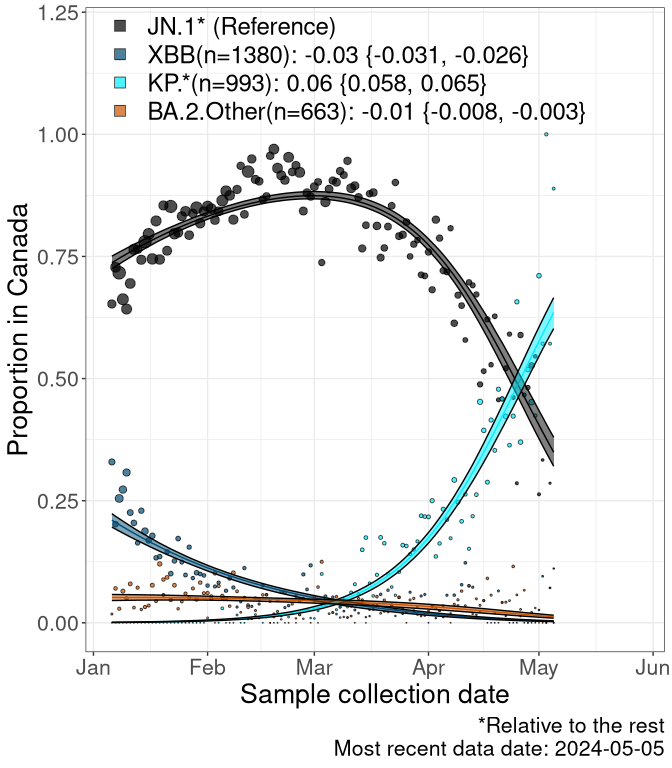 1.25
JN.1* (Reference)
XBB(n=1380): -0.03 {-0.031, -0.026}
KP.*(n=993): 0.06 {0.058, 0.065}
BA.2.Other(n=663): -0.01 {-0.008, -0.003}
1.00
0.75
0.50
0.25
0.00
Proportion in Canada
Jan Feb Mar Apr May Jun
Sample collection date
*Relative to the rest
Most recent data date: 2024-05-05